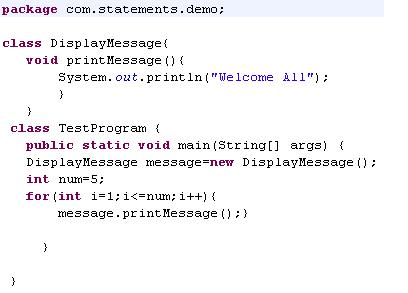 package com.statements.demo;
class DisplayMessage{
void printMessage(){
System.out.println("Welcome All");
}
}
class TestProgram {
public static void main(String[] args) {
DisplayMessage message=new DisplayMessage();
int num=5;
for(int i=1;i<=num;i++){
message.printMessage();}
}
}